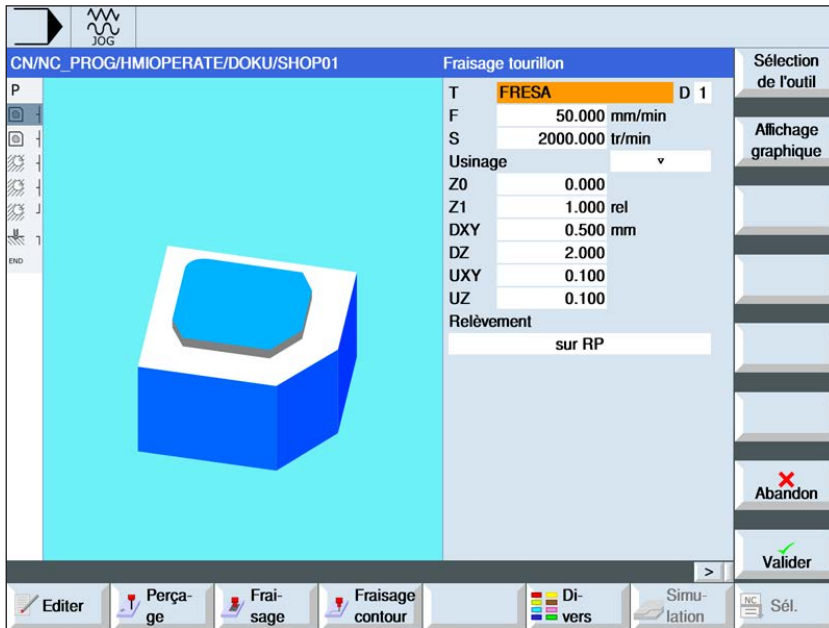 JOG
CN/NC_PROG/HMIOPERATE/DOKU/SHOP01
Fraisage tourillon
Sélection
de l'outil
P
END
T FRESA D 1
F 50.000 mm/min
S 2000.000 tr/min
Usinage ▿
Z0 0.000
Z1 1.000 rel
DXY 0.500 mm
DZ 2.000
UXY 0.100
UZ 0.100
Relèvement
sur RP
Affichage
graphique
Abandon
Valider
>
Editer
Perça-
ge
Frai-
sage
Fraisage
contour
Di-
vers
Simu-
lation
NC
Sél.